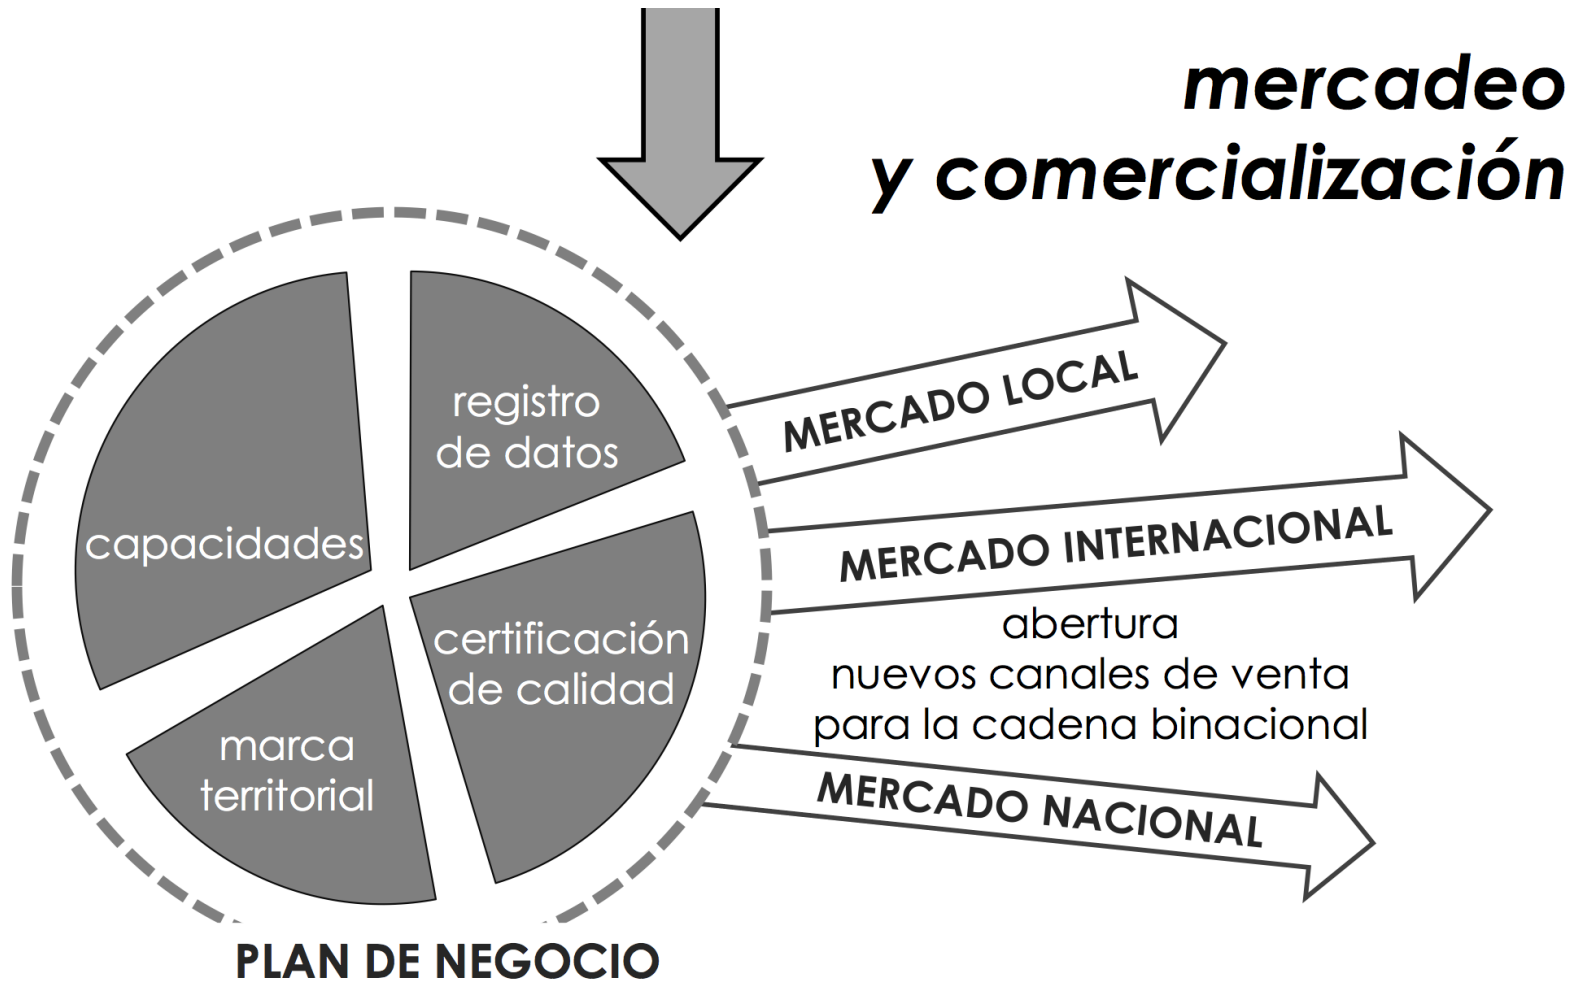 mercadeo
y comercialización
registro
de datos
capacidades
certificación
de calidad
marca
territorial
MERCADO LOCAL
MERCADO INTERNACIONAL
abertura
nuevos canales de venta
para la cadena binacional
MERCADO NACIONAL
PLAN DE NEGOCIO